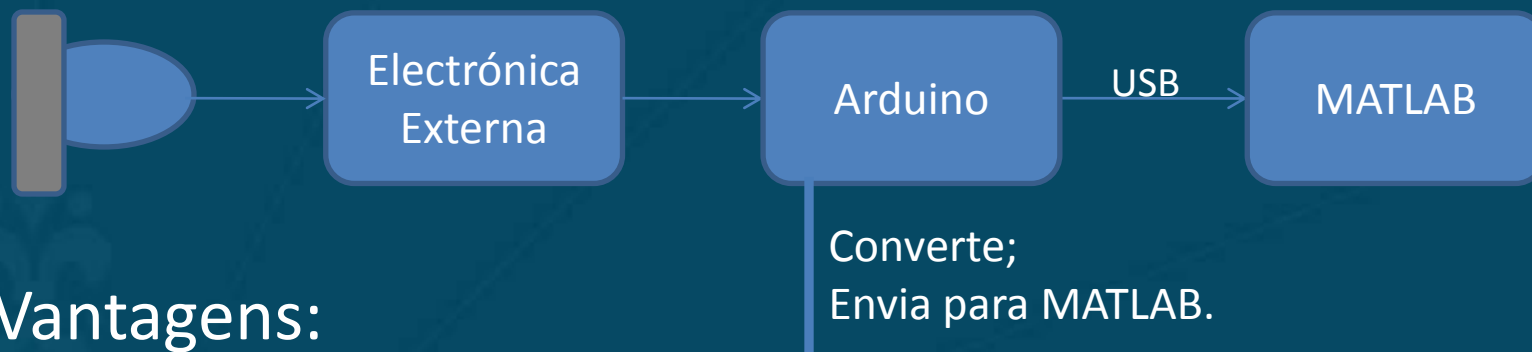 Electrónica
Externa
Arduino
USB
MATLAB
Converte;
Envia para MATLAB.
Vantagens: